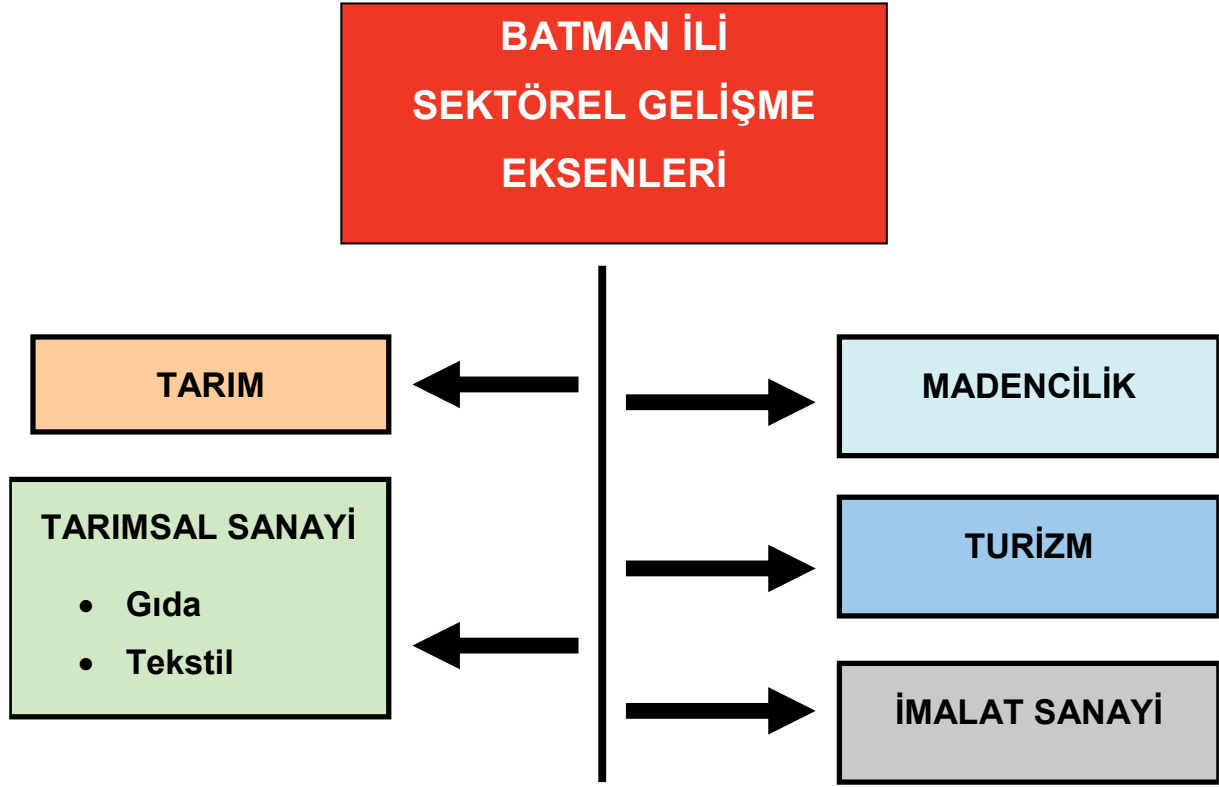 BATMAN İLİ
SEKTÖREL GELİŞME
EKSENLERİ
TARIM
TARIMSAL SANAYİ
• Gıda
• Tekstil
MADENCİLİK
TURİZM
İMALAT SANAYİ